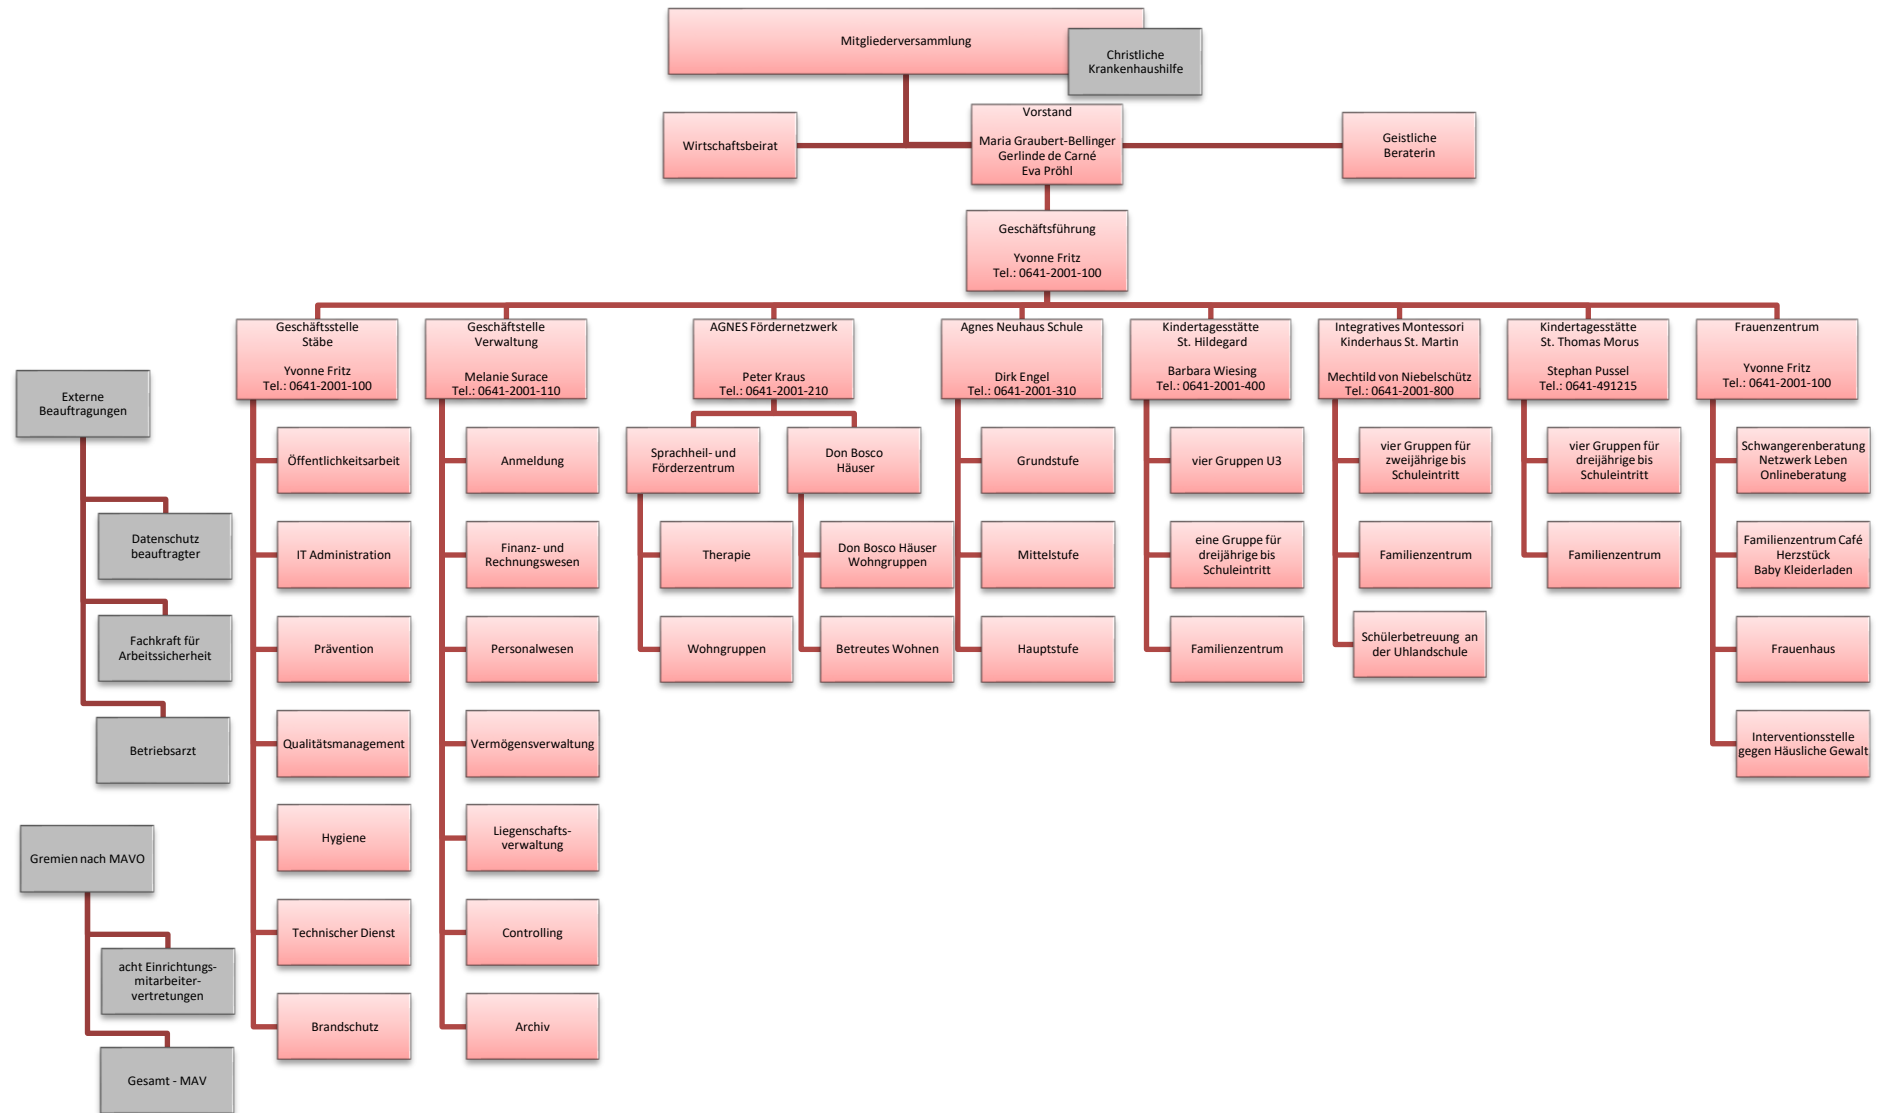 Mitgliederversammlung
Christliche
Krankenhaushilfe
Wirtschaftsbeirat
Vorstand
Maria Graubert-Bellinger
Gerlinde de Carné
Eva Pröhl
Geistliche
Beraterin
Geschäftsführung
Yvonne Fritz
Tel.: 0641-2001-100
Geschäftsstelle
Stäbe
Yvonne Fritz
Tel.: 0641-2001-100
Öffentlichkeitsarbeit
IT Administration
Prävention
Qualitätsmanagement
Hygiene
Technischer Dienst
Brandschutz
Geschäftstelle
Verwaltung
Melanie Surace
Tel.: 0641-2001-110
Anmeldung
Finanz- und
Rechnungswesen
Personalwesen
Vermögensverwaltung
Liegenschafts-
verwaltung
Controlling
Archiv
AGNES Fördernetzwerk
Peter Kraus
Tel.: 0641-2001-210
Sprachheil- und
Förderzentrum
Therapie
Wohngruppen
Don Bosco
Häuser
Don Bosco Häuser
Wohngruppen
Betreutes Wohnen
Agnes Neuhaus Schule
Dirk Engel
Tel.: 0641-2001-310
Grundstufe
Mittelstufe
Hauptstufe
Kindertagesstätte
St. Hildegard
Barbara Wiesing
Tel.: 0641-2001-400
vier Gruppen U3
eine Gruppe für
dreijährige bis
Schuleintritt
Familienzentrum
Integratives Montessori
Kinderhaus St. Martin
Mechtild von Niebelschütz
Tel.: 0641-2001-800
vier Gruppen für
zweijährige bis
Schuleintritt
Familienzentrum
Schülerbetreuung an
der Uhlandschule
Kindertagesstätte
St. Thomas Morus
Stephan Pussel
Tel.: 0641-491215
vier Gruppen für
dreijährige bis
Schuleintritt
Familienzentrum
Frauenzentrum
Yvonne Fritz
Tel.: 0641-2001-100
Schwangerenberatung
Netzwerk Leben
Onlineberatung
Familienzentrum Café
Herzstück
Baby Kleiderladen
Frauenhaus
Interventionsstelle
gegen Häusliche Gewalt
Externe
Beauftragungen
Datenschutz
beauftragter
Fachkraft für
Arbeitssicherheit
Betriebsarzt
Gremien nach MAVO
acht Einrichtungs-
mitarbeiter-
vertretungen
Gesamt - MAV